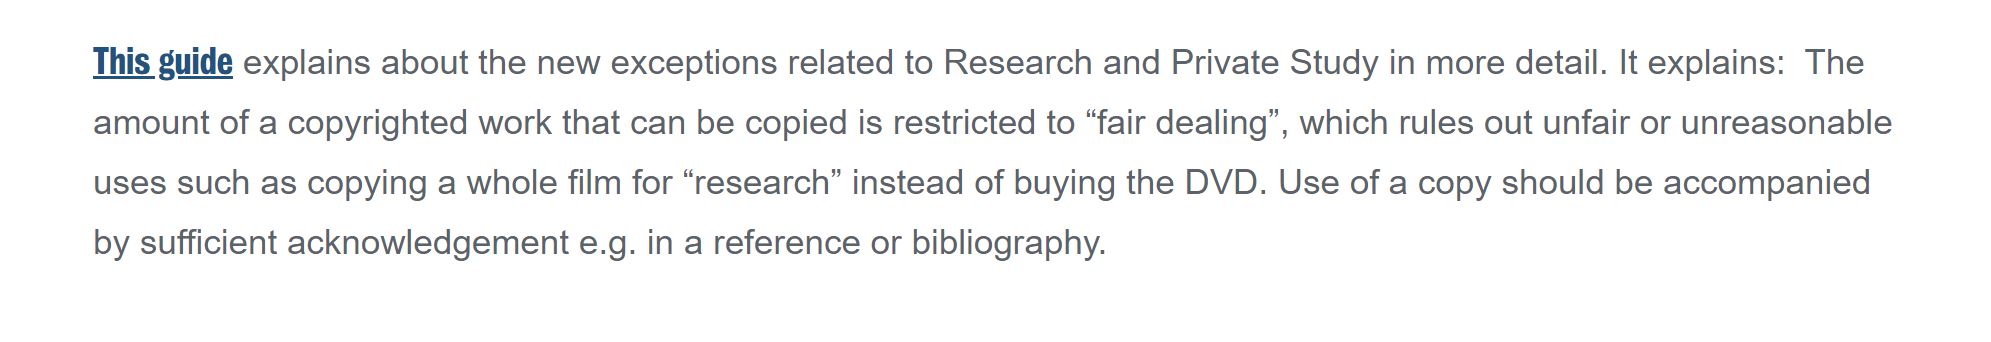 This guide explains about the new exceptions related to Research and Private Study in more detail. It explains:  The
amount of a copyrighted work that can be copied is restricted to “fair dealing”, which rules out unfair or unreasonable
uses such as copying a whole film for “research” instead of buying the DVD. Use of a copy should be accompanied
by sufficient acknowledgement e.g. in a reference or bibliography.